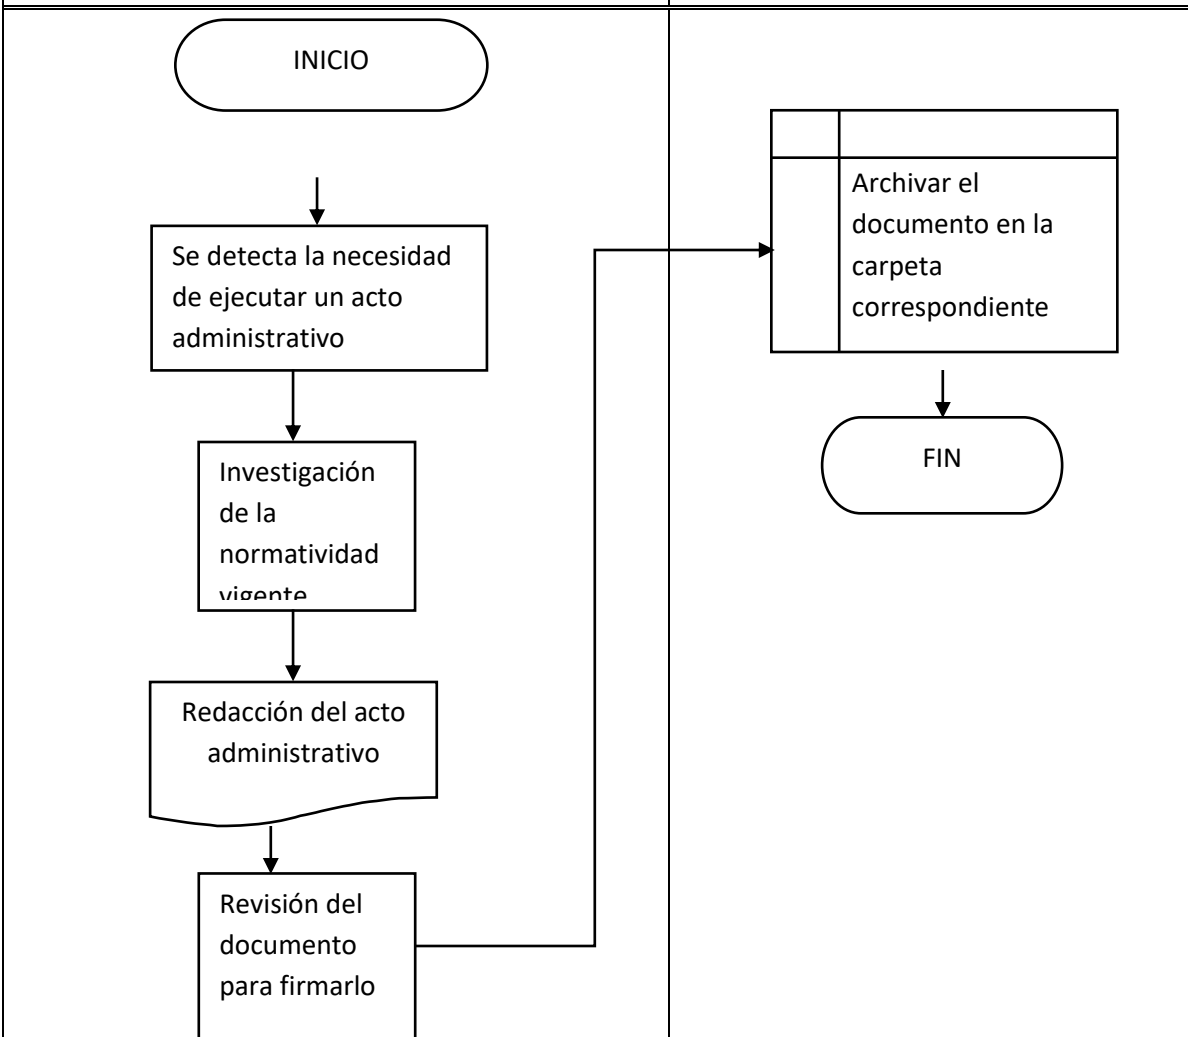 INICIO
Se detecta la necesidad
de ejecutar un acto
administrativo
Investigación
de la
normatividad
vigente
Redacción del acto
administrativo
Revisión del
documento
para firmarlo
Archivar el
documento en la
carpeta
correspondiente
FIN